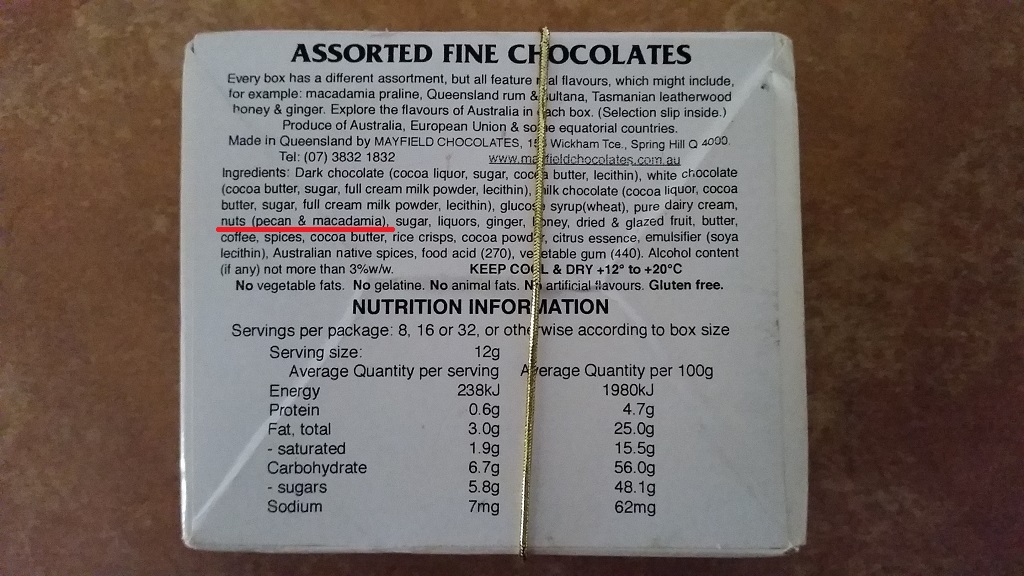 ASSORTED FINE CHOCOLATES
Every box has a different assortment, but all feature real flavours, which might include,
for example: macadamia praline, Queensland rum & sultana, Tasmanian leatherwood
honey & ginger. Explore the flavours of Australia in each box. (Selection slip inside.)
Produce of Australia, European Union & some equatorial countries.
Made in Queensland by MAYFIELD CHOCOLATES, Wickham Tce., Spring Hill Q 4000.
Tel: (07) 3832 1832 www.mayfieldchocolates.com.au
Ingredients: Dark chocolate (cocoa liquor, sugar, cocoa butter, lecithin), white chocolate
(cocoa butter, sugar, full cream milk powder, lecithin), milk chocolate (cocoa liquor, cocoa
butter, sugar, full cream milk powder, lecithin), glucose syrup(wheat), pure dairy cream,
nuts (pecan & macadamia), sugar, liquors, ginger, honey, dried & glazed fruit, butter,
coffee, spices, cocoa butter, rice crisps, cocoa powder, citrus essence, emulsifier (soya
lecithin), Australian native spices, food acid (270), vegetable gum (440). Alcohol content
(if any) not more than 3%w/w. KEEP COOL & DRY +12° to +20°C
No vegetable fats. No gelatine. No animal fats. No artificial flavours. Gluten free.
NUTRITION INFORMATION
Servings per package: 8, 16 or 32, or otherwise according to box size
Serving size: 12g
Average Quantity per serving Average Quantity per 100g
Energy 238kJ 1980kJ
Protein 0.6g 4.7g
Fat, total 3.0g 25.0g
- saturated 1.9g 15.5g
Carbohydrate 6.7g 56.0g
- sugars 5.8g 48.1g
Sodium 7mg 62mg